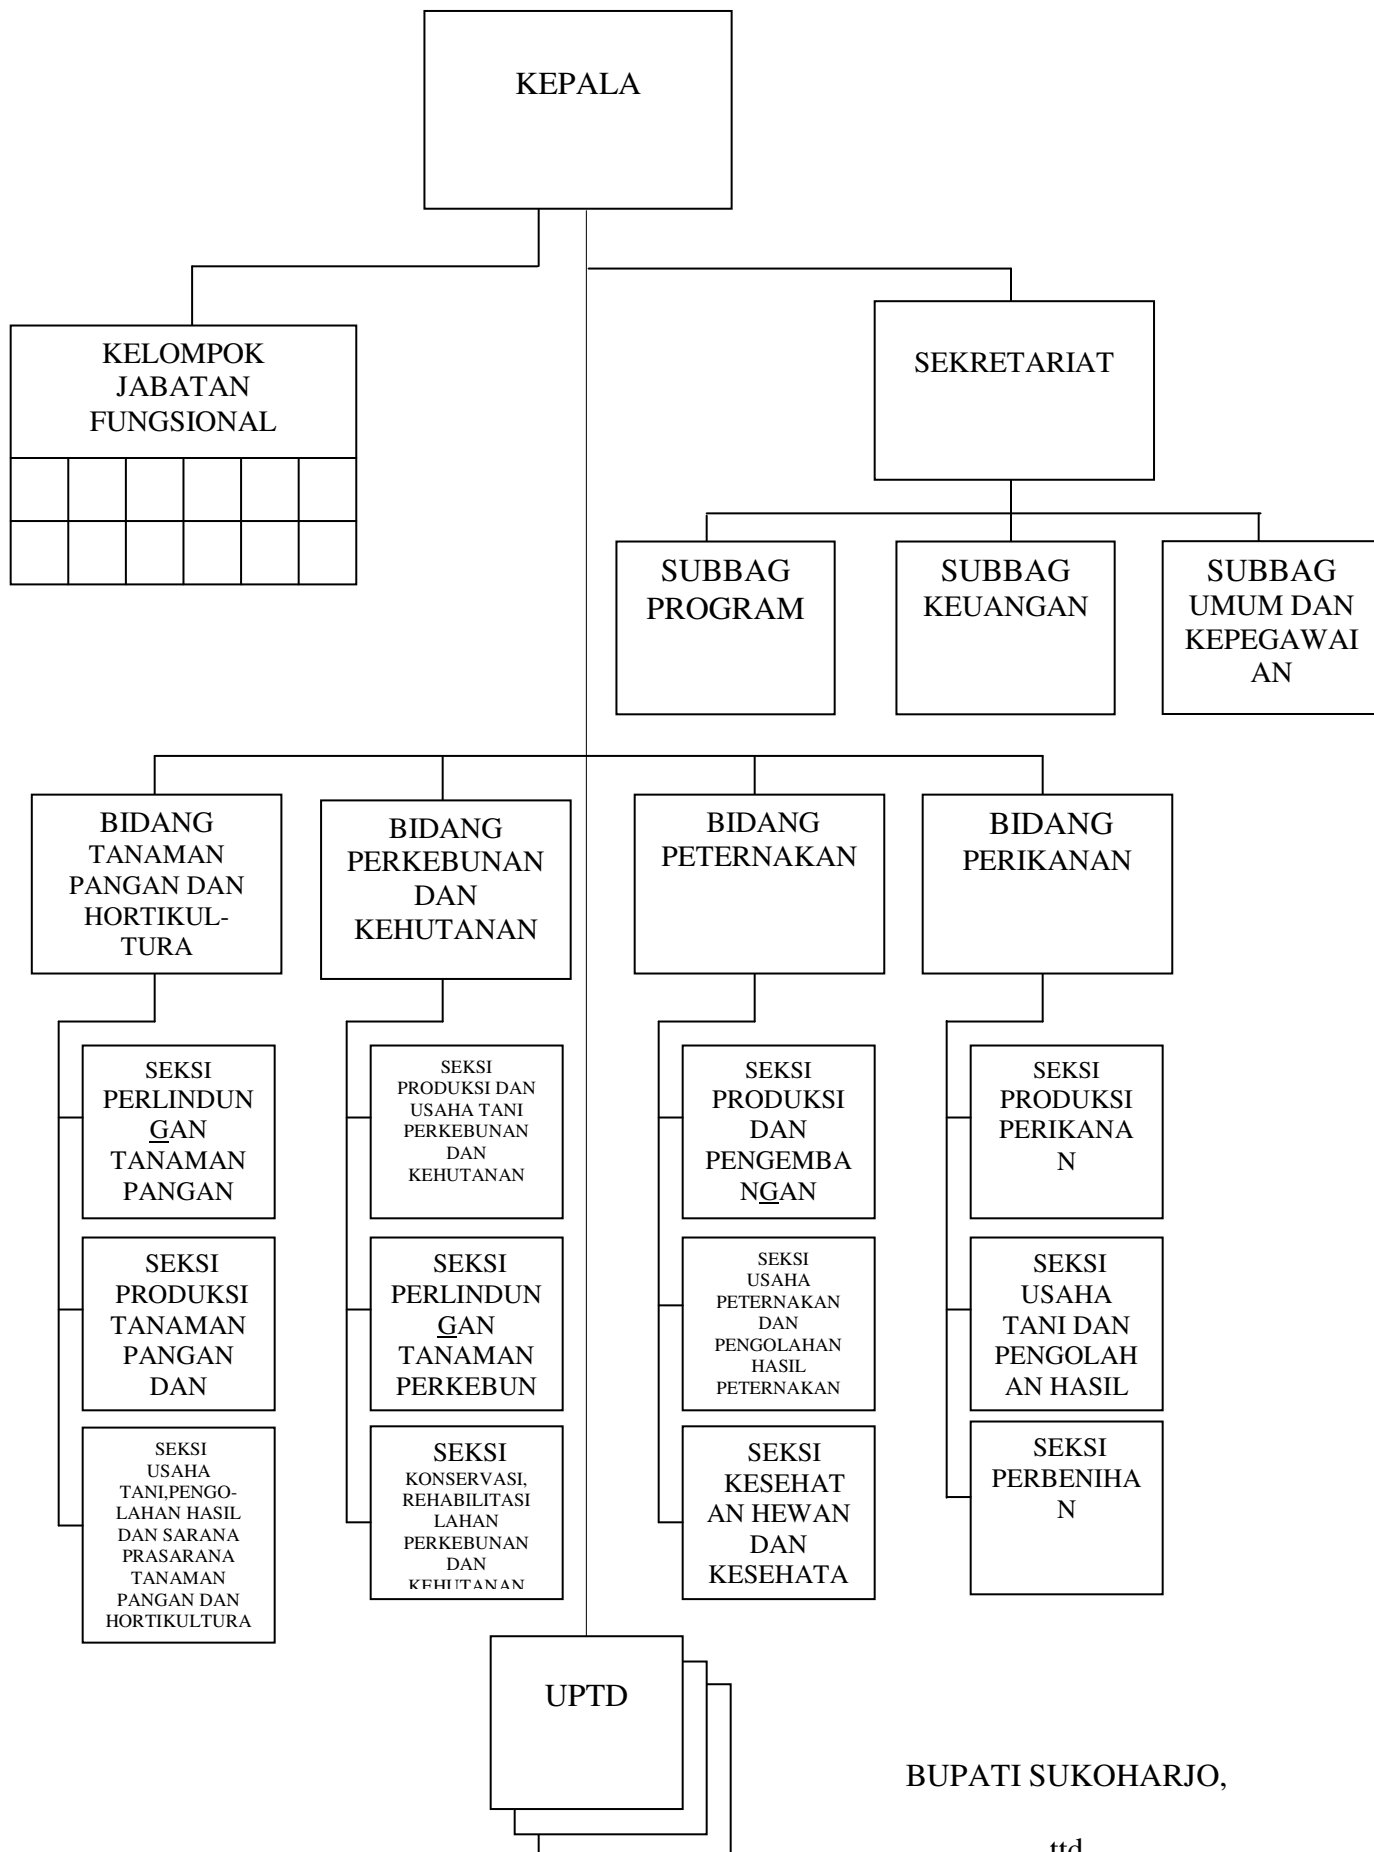 KEPALA
KELOMPOK
JABATAN
FUNGSIONAL
SEKRETARIAT
SUBBAG
PROGRAM
SUBBAG
KEUANGAN
SUBBAG
UMUM DAN
KEPEGAWAI
AN
BIDANG
TANAMAN
PANGAN DAN
HORTIKUL-
TURA
BIDANG
PERKEBUNAN
DAN
KEHUTANAN
BIDANG
PETERNAKAN
BIDANG
PERIKANAN
SEKSI
PERLINDUN
GAN
TANAMAN
PANGAN
SEKSI
PRODUKSI DAN
USAHA TANI
PERKEBUNAN
DAN
KEHUTANAN
SEKSI
PRODUKSI
DAN
PENGEMBA
NGAN
SEKSI
PRODUKSI
PERIKANA
N
SEKSI
PRODUKSI
TANAMAN
PANGAN
DAN
SEKSI
PERLINDUN
GAN
TANAMAN
PERKEBUN
SEKSI
USAHA
PETERNAKAN
DAN
PENGOLAHAN
HASIL
PETERNAKAN
SEKSI
USAHA
TANI DAN
PENGOLAH
AN HASIL
SEKSI
USAHA
TANI,PENGO-
LAHAN HASIL
DAN SARANA
PRASARANA
TANAMAN
PANGAN DAN
HORTIKULTURA
SEKSI
KONSERVASI,
REHABILITASI
LAHAN
PERKEBUNAN
DAN
KEHUTANAN
SEKSI
KESEHAT
AN HEWAN
DAN
KESEHATA
SEKSI
PERBENIHA
N
UPTD
BUPATI SUKOHARJO,
ttd